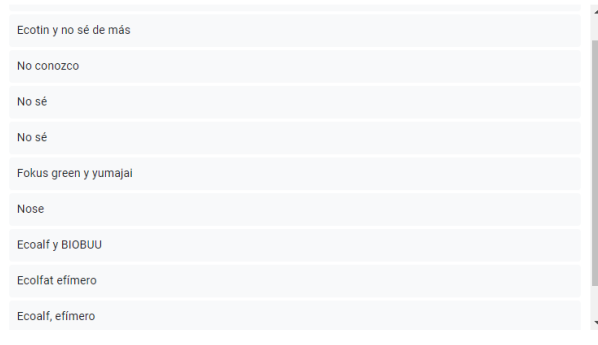 Ecotin y no sé de más
No conozco
No sé
No sé
Fokus green y yumajai
Nose
Ecoalf y BIOBUU
Ecolfat efímero
Ecoalf, efímero